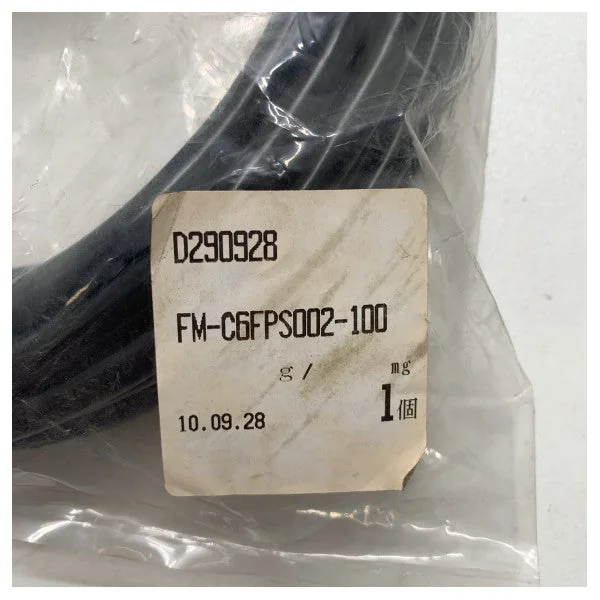 D290928
FM-C6FPS002-100
g / mg
10.09.28 1個